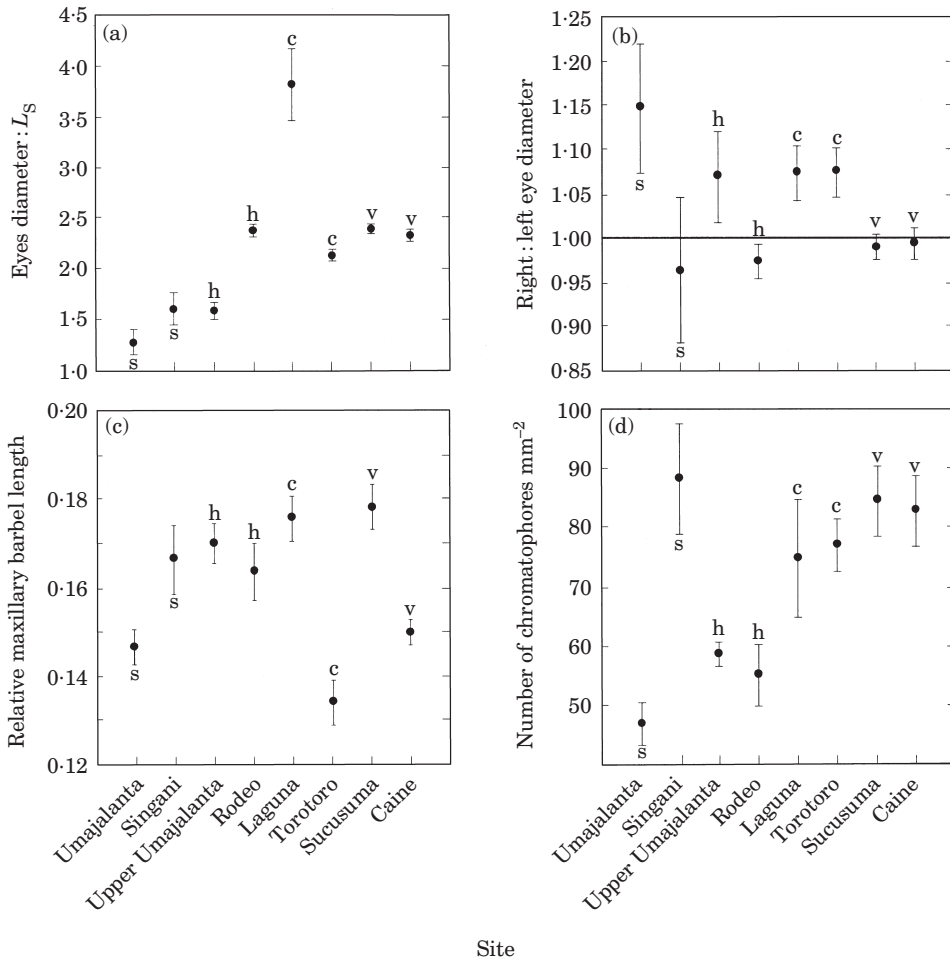 (a)
Eyes diameter : L_S
4·5
4·0
3·5
3·0
2·5
2·0
1·5
1·0
s
s
h
h
c
c
v
v
(b)
Right : left eye diameter
1·25
1·20
1·15
1·10
1·05
1·00
0·95
0·90
0·85
s
s
h
h
c
c
v
v
(c)
Relative maxillary barbel length
0·20
0·18
0·16
0·14
0·12
s
s
h
h
c
c
v
v
Umajalanta
Singani
Upper Umajalanta
Rodeo
Laguna
Torotoro
Sucusuma
Caine
(d)
Number of chromatophores mm⁻²
100
90
80
70
60
50
s
s
h
h
c
c
v
v
Umajalanta
Singani
Upper Umajalanta
Rodeo
Laguna
Torotoro
Sucusuma
Caine
Site